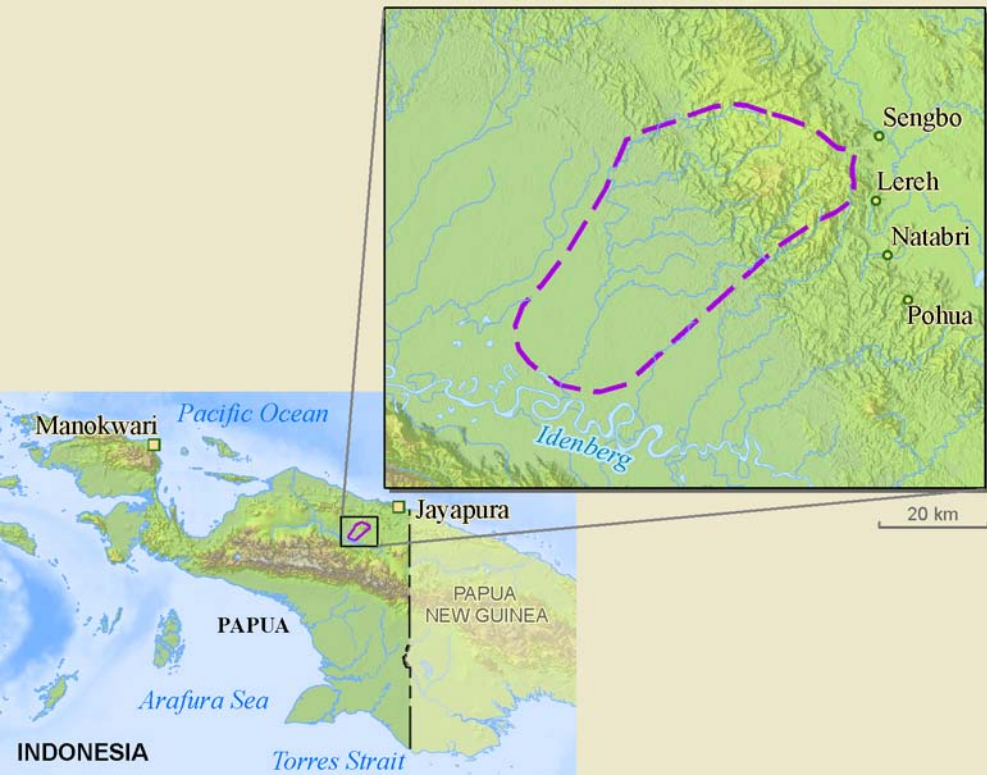 Sengbo
Lereh
Natabri
Pohua
Idenberg
20 km
Pacific Ocean
Manokwari
Jayapura
PAPUA
NEW GUINEA
PAPUA
Arafura Sea
INDONESIA
Torres Strait